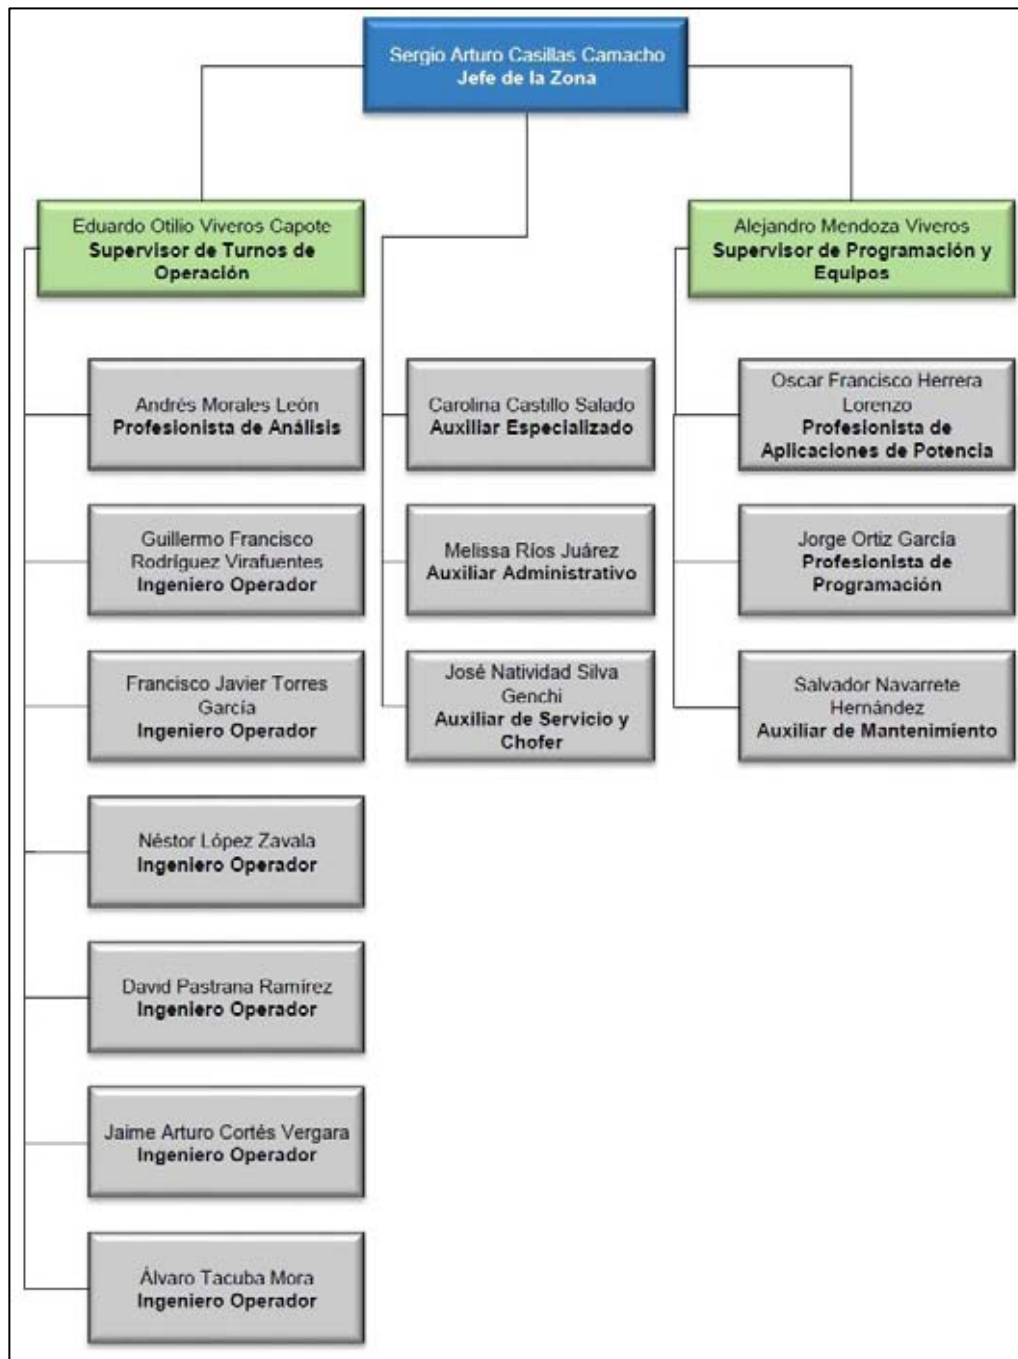 Sergio Arturo Casillas Camacho
Jefe de la Zona
Eduardo Otilio Viveros Capote
Supervisor de Turnos de
Operación
Alejandro Mendoza Viveros
Supervisor de Programación y
Equipos
Andrés Morales León
Profesionista de Análisis
Guillermo Francisco
Rodríguez Virafuentes
Ingeniero Operador
Francisco Javier Torres
García
Ingeniero Operador
Néstor López Zavala
Ingeniero Operador
David Pastrana Ramírez
Ingeniero Operador
Jaime Arturo Cortés Vergara
Ingeniero Operador
Álvaro Tacuba Mora
Ingeniero Operador
Carolina Castillo Salado
Auxiliar Especializado
Melissa Ríos Juárez
Auxiliar Administrativo
José Natividad Silva
Genchi
Auxiliar de Servicio y
Chofer
Oscar Francisco Herrera
Lorenzo
Profesionista de
Aplicaciones de Potencia
Jorge Ortiz García
Profesionista de
Programación
Salvador Navarrete
Hernández
Auxiliar de Mantenimiento